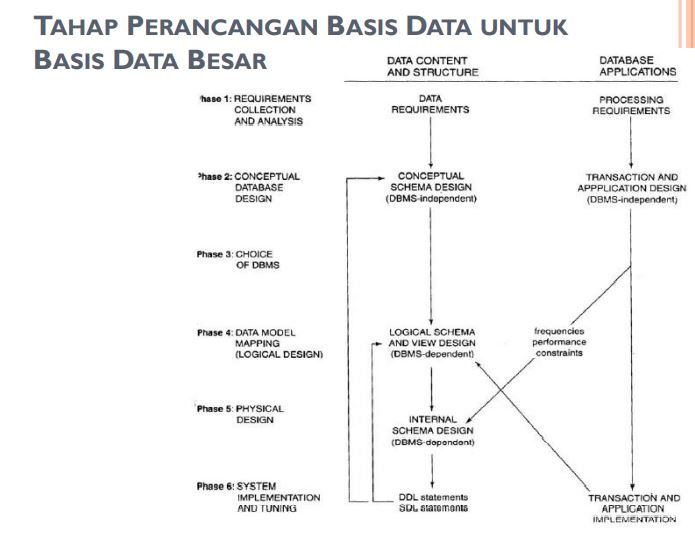 TAHAP PERANCANGAN BASIS DATA UNTUK
BASIS DATA BESAR
DATA CONTENT
AND STRUCTURE
DATABASE
APPLICATIONS
Phase 1: REQUIREMENTS
COLLECTION
AND ANALYSIS
DATA
REQUIREMENTS
PROCESSING
REQUIREMENTS
Phase 2: CONCEPTUAL
DATABASE
DESIGN
CONCEPTUAL
SCHEMA DESIGN
(DBMS-independent)
TRANSACTION AND
APPPLICATION DESIGN
(DBMS-independent)
Phase 3: CHOICE
OF DBMS
Phase 4: DATA MODEL
MAPPING
(LOGICAL DESIGN)
LOGICAL SCHEMA
AND VIEW DESIGN
(DBMS-dependent)
frequencies
performance
constraints
Phase 5: PHYSICAL
DESIGN
INTERNAL
SCHEMA DESIGN
(DBMS-dependent)
Phase 6: SYSTEM
IMPLEMENTATION
AND TUNING
DDL statements
SDL statements
TRANSACTION AND
APPLICATION
IMPLEMENTATION